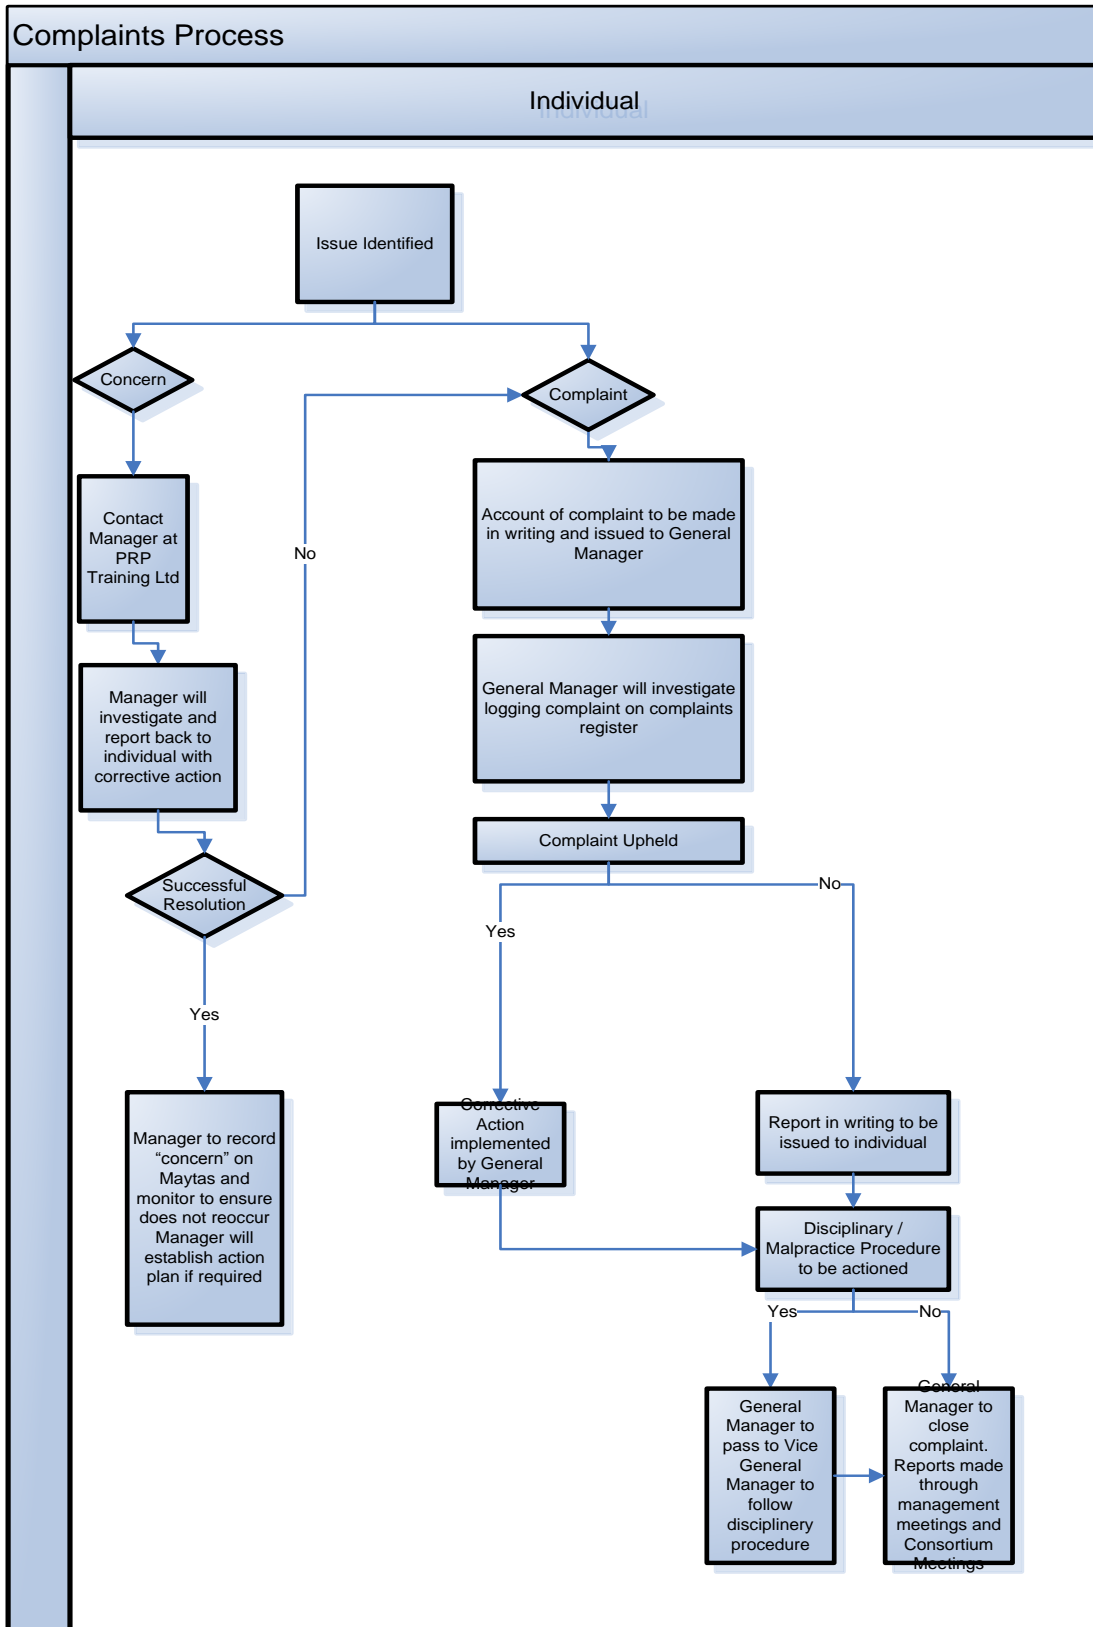 Complaints Process
Individual
Issue Identified
Concern
Complaint
Contact
Manager at
PRP
Training Ltd
No
Account of complaint to be made
in writing and issued to General
Manager
Manager will
investigate and
report back to
individual with
corrective action
General Manager will investigate
logging complaint on complaints
register
Successful
Resolution
Complaint Upheld
Yes
No
Yes
Manager to record
“concern” on
Maytas and
monitor to ensure
does not reoccur
Manager will
establish action
plan if required
Corrective
Action
implemented
by General
Manager
Report in writing to be
issued to individual
Disciplinary /
Malpractice Procedure
to be actioned
Yes
No
General
Manager to
pass to Vice
General
Manager to
follow
disciplinery
procedure
General
Manager to
close
complaint.
Reports made
through
management
meetings and
Consortium
Meetings